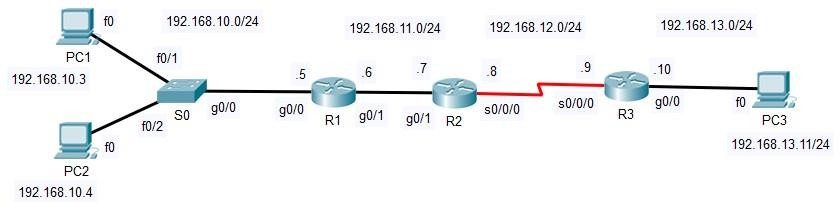 192.168.10.0/24
192.168.11.0/24
192.168.12.0/24
192.168.13.0/24
f0
PC1
192.168.10.3
f0/1
f0/2
S0
g0/0
.5
g0/0
R1
.6
g0/1
.7
g0/1
R2
.8
s0/0/0
.9
s0/0/0
R3
.10
g0/0
f0
PC3
192.168.13.11/24
f0
PC2
192.168.10.4